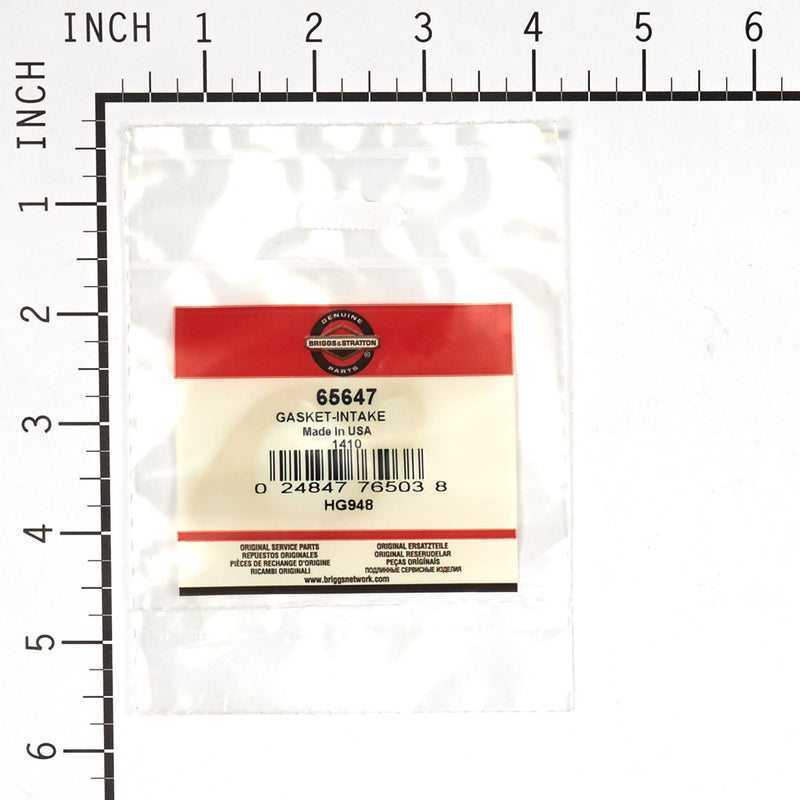 INCH 1 2 3 4 5 6
INCH
1
2
3
4
5
6
GENUINE
BRIGGS&STRATTON
®
PARTS
65647
GASKET-INTAKE
Made In USA
1410
0 24847 76503 8
HG948
ORIGINAL SERVICE PARTS
REPUESTOS ORIGINALES
PIÈCES DE RECHANGE D'ORIGINE
RICAMBI ORIGINALI
ORIGINAL ERSATZTEILE
ORIGINAL RESERUDELAR
PEÇAS ORIGÍNAIS
ПОДЛИННЫЕ СЕРВИСНЫЕ ИЗДЕЛИЯ
www.briggsnetwork.com